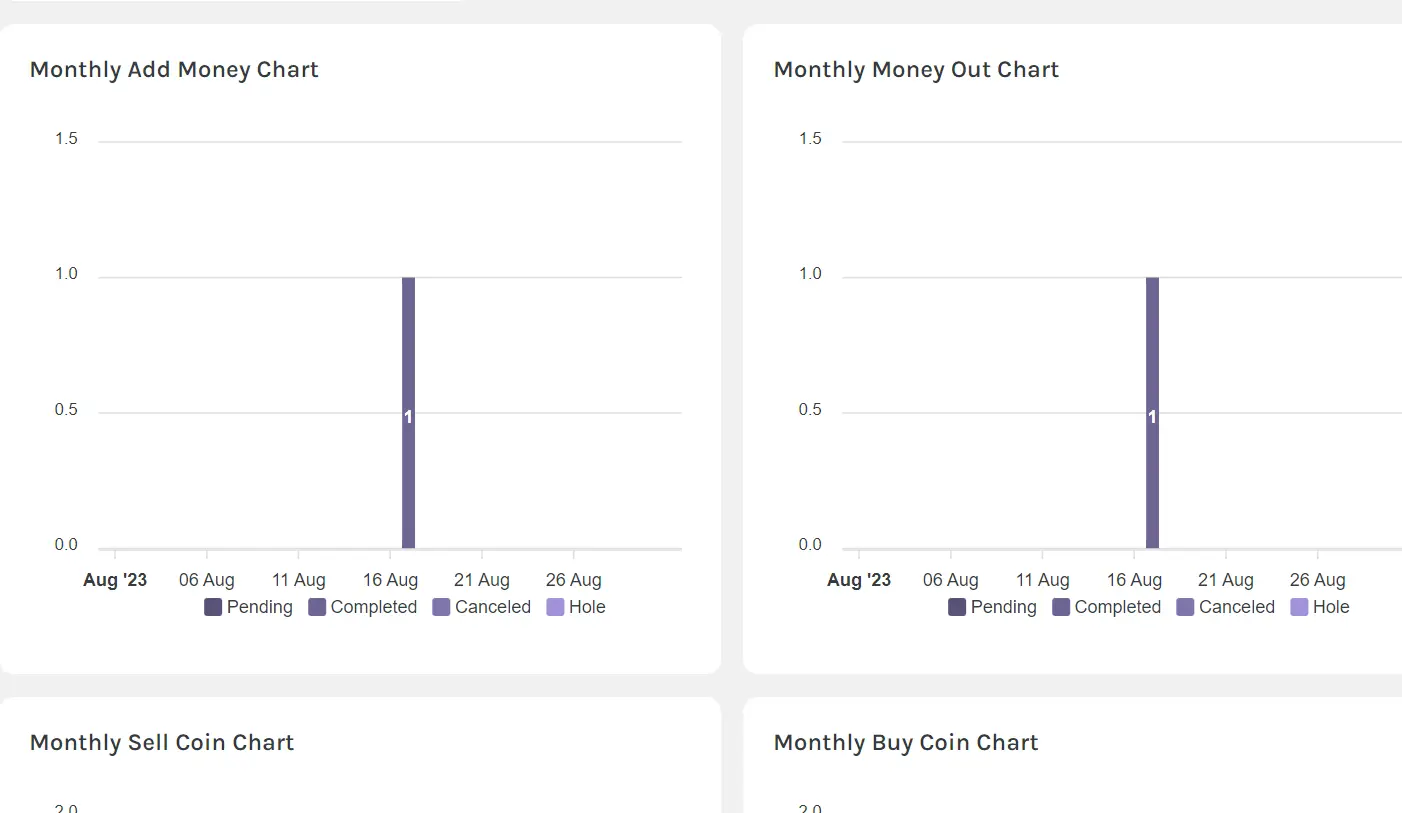 Monthly Add Money Chart
1.5
1.0
0.5
1
0.0
Aug '23 06 Aug 11 Aug 16 Aug 21 Aug 26 Aug
Pending Completed Canceled Hole
Monthly Money Out Chart
1.5
1.0
0.5
1
0.0
Aug '23 06 Aug 11 Aug 16 Aug 21 Aug 26 Aug
Pending Completed Canceled Hole
Monthly Sell Coin Chart
2.0
Monthly Buy Coin Chart
2.0